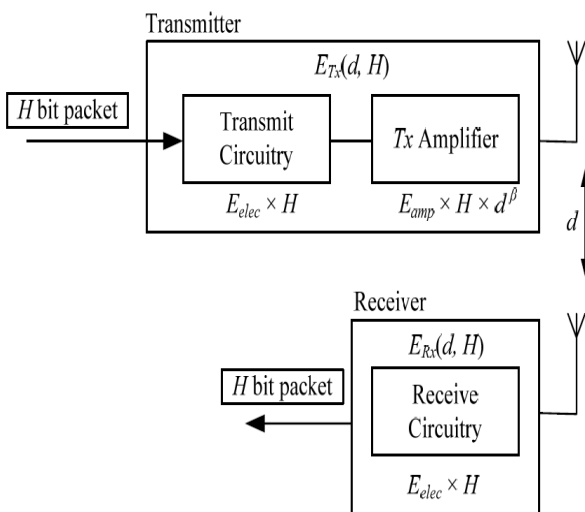 Transmitter
E_Tx(d, H)
H bit packet
Transmit
Circuitry
Tx Amplifier
E_elec × H
E_amp × H × d^β
d
Receiver
E_Rx(d, H)
H bit packet
Receive
Circuitry
E_elec × H